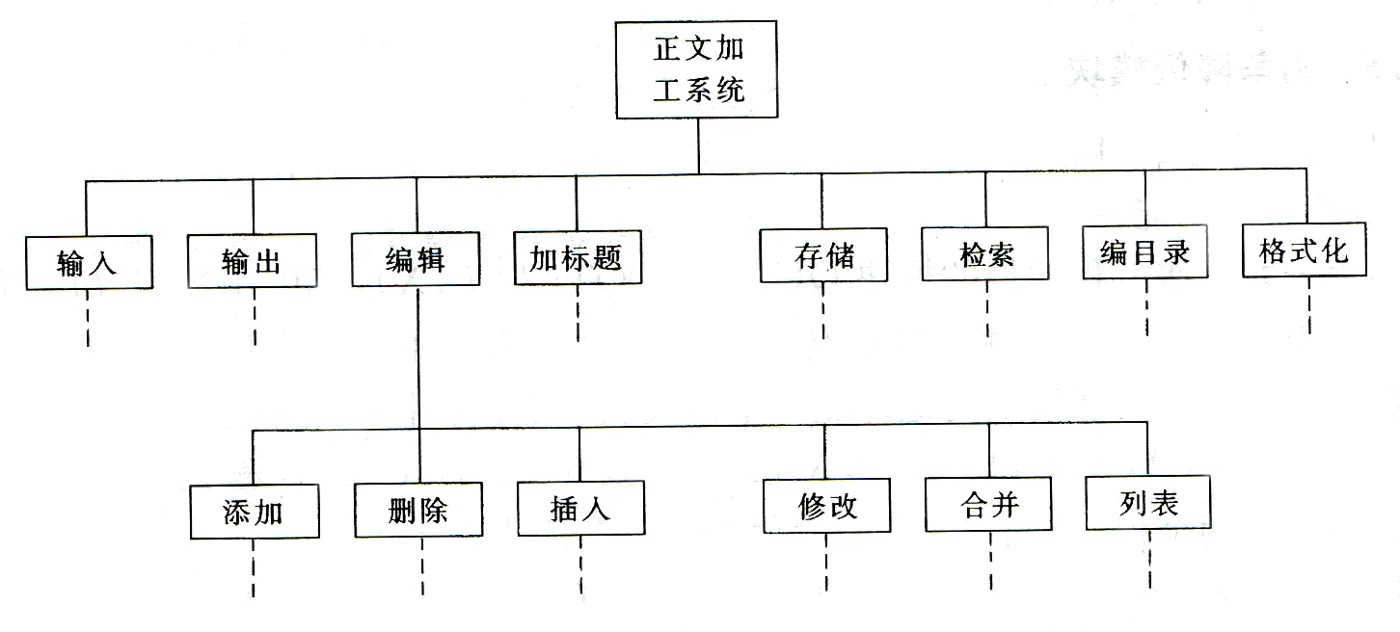 正文加
工系统
输入 输出 编辑 加标题 存储 检索 编目录 格式化
添加 删除 插入 修改 合并 列表